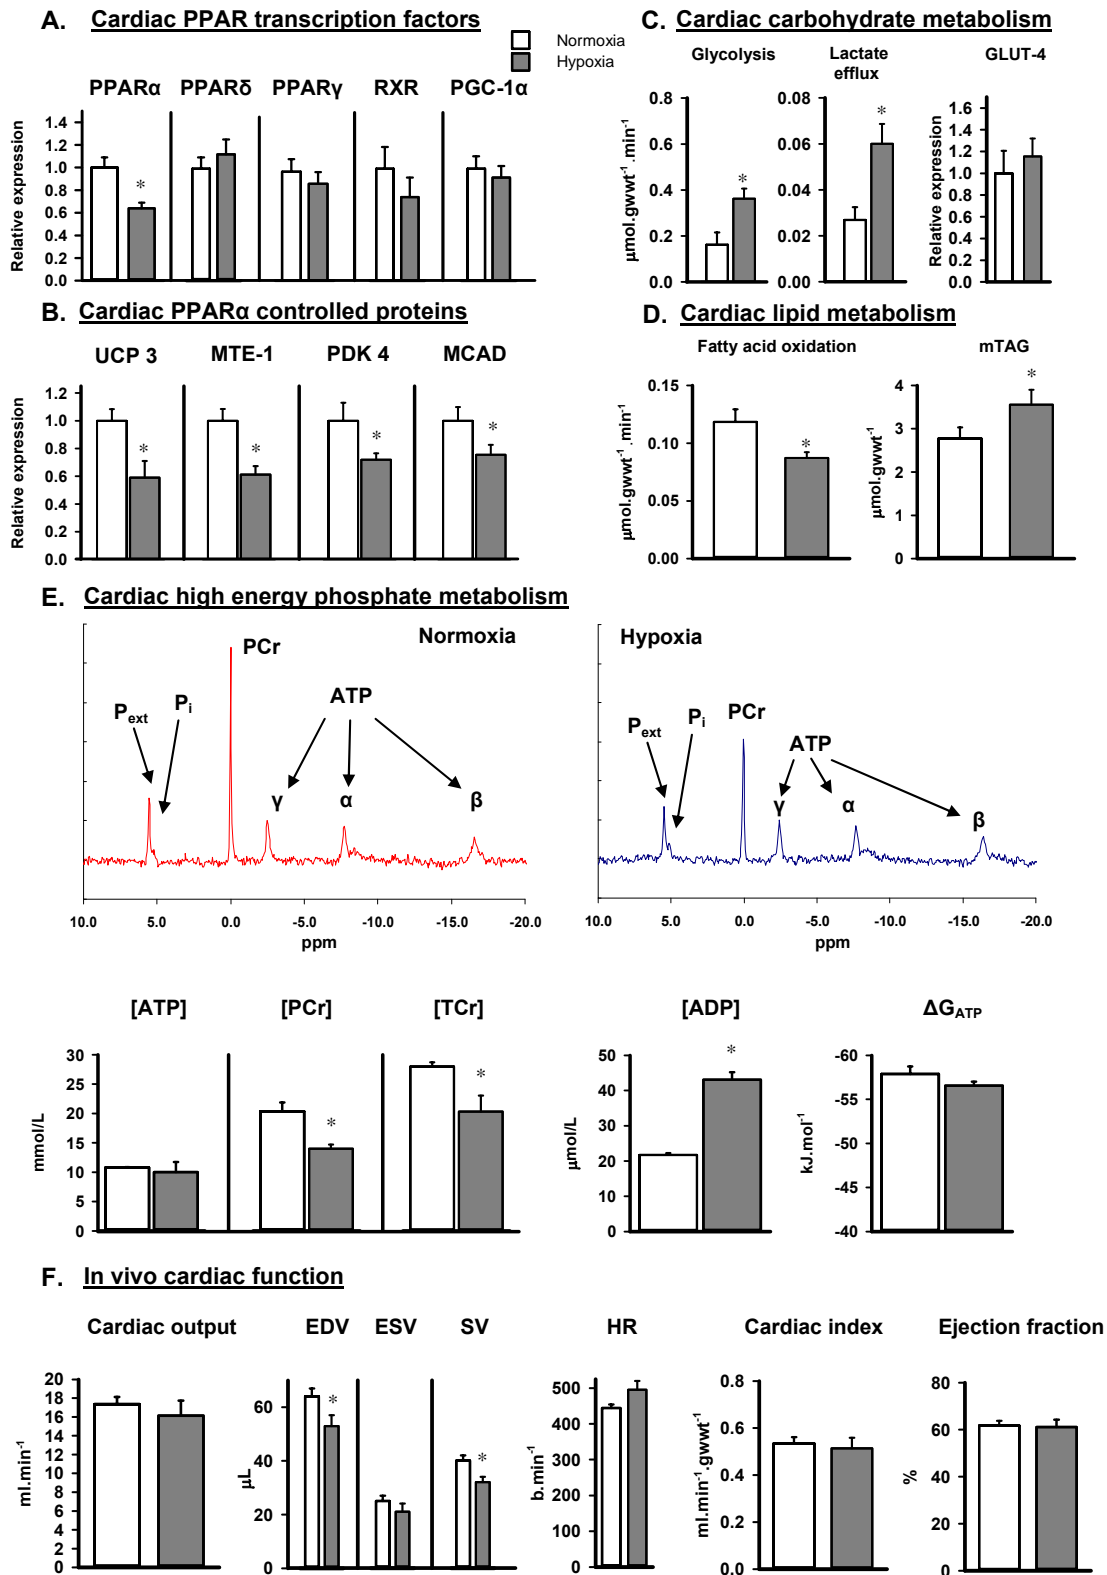 A. Cardiac PPAR transcription factors
Normoxia
Hypoxia
PPARα PPARδ PPARγ RXR PGC-1α
Relative expression
1.4
1.2
1.0
0.8
0.6
0.4
0.2
0.0
*
B. Cardiac PPARα controlled proteins
UCP 3 MTE-1 PDK 4 MCAD
Relative expression
1.2
1.0
0.8
0.6
0.4
0.2
0.0
* * * *
C. Cardiac carbohydrate metabolism
Glycolysis
μmol.gwwt⁻¹.min⁻¹
0.8
0.6
0.4
0.2
0.0
*
Lactate
efflux
0.08
0.06
0.04
0.02
0.00
*
GLUT-4
Relative expression
1.6
1.4
1.2
1.0
0.8
0.6
0.4
0.2
0.0
D. Cardiac lipid metabolism
Fatty acid oxidation
μmol.gwwt⁻¹.min⁻¹
0.15
0.10
0.05
0.00
*
mTAG
μmol.gwwt⁻¹
4
3
2
1
0
*
E. Cardiac high energy phosphate metabolism
Normoxia
PCr
Pext
Pi
ATP
γ α β
10.0 5.0 0.0 -5.0 -10.0 -15.0 -20.0
ppm
Hypoxia
PCr
Pext
Pi
ATP
γ α β
10.0 5.0 0.0 -5.0 -10.0 -15.0 -20.0
ppm
[ATP] [PCr] [TCr]
mmol/L
30
25
20
15
10
5
0
* *
[ADP]
μmol/L
50
40
30
20
10
0
*
ΔGATP
kJ.mol⁻¹
-60
-55
-50
-45
-40
F. In vivo cardiac function
Cardiac output
ml.min⁻¹
20
18
16
14
12
10
8
6
4
2
0
EDV ESV SV
μL
60
40
20
0
* *
HR
b.min⁻¹
500
400
300
200
100
0
Cardiac index
ml.min⁻¹.gwwt⁻¹
0.8
0.6
0.4
0.2
0.0
Ejection fraction
%
80
60
40
20
0